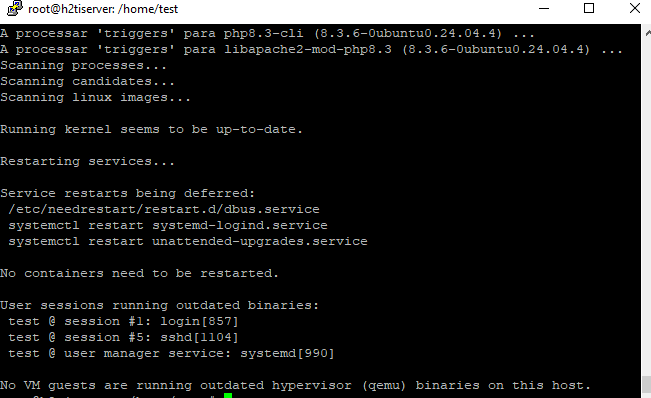 root@h2tiserver: /home/test
A processar 'triggers' para php8.3-cli (8.3.6-0ubuntu0.24.04.4) ...
A processar 'triggers' para libapache2-mod-php8.3 (8.3.6-0ubuntu0.24.04.4) ...
Scanning processes...
Scanning candidates...
Scanning linux images...
Running kernel seems to be up-to-date.
Restarting services...
Service restarts being deferred:
/etc/needrestart/restart.d/dbus.service
systemctl restart systemd-logind.service
systemctl restart unattended-upgrades.service
No containers need to be restarted.
User sessions running outdated binaries:
test @ session #1: login[857]
test @ session #5: sshd[1104]
test @ user manager service: systemd[990]
No VM guests are running outdated hypervisor (qemu) binaries on this host.